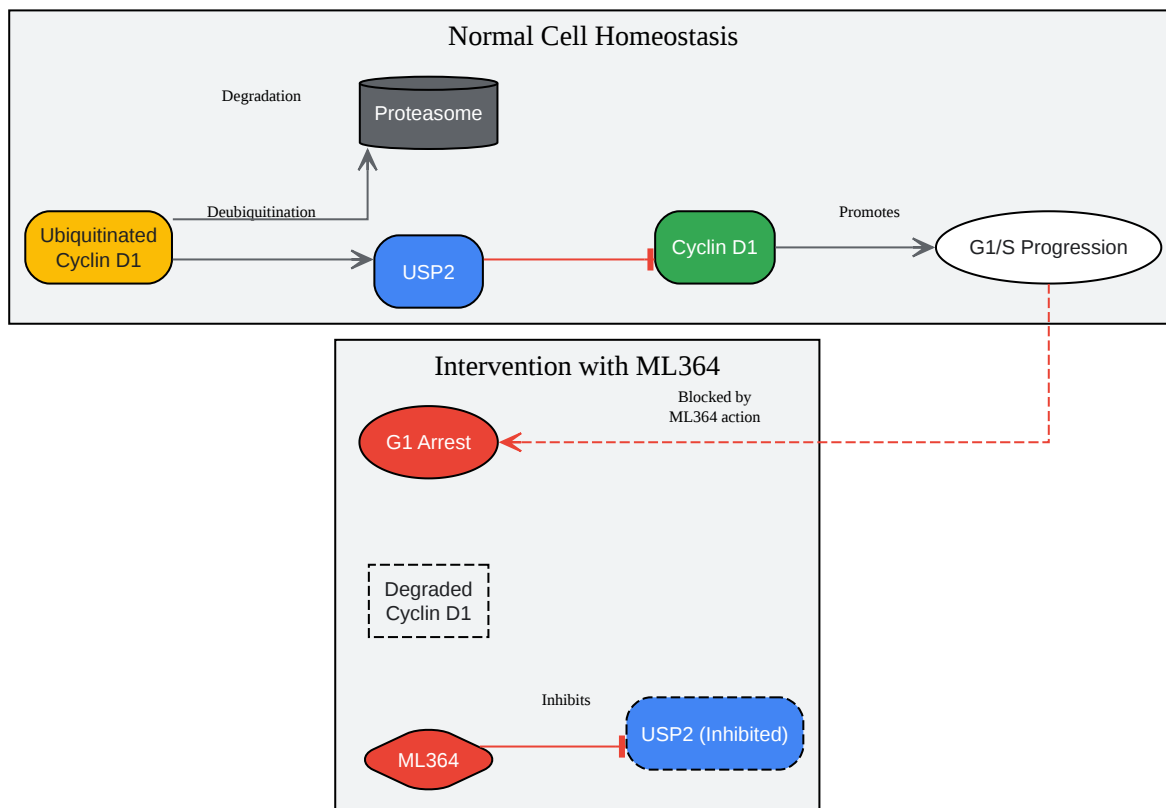 Normal Cell Homeostasis
Degradation
Proteasome
Deubiquitination
Promotes
Ubiquitinated
Cyclin D1
USP2
Cyclin D1
G1/S Progression
Intervention with ML364
Blocked by
ML364 action
G1 Arrest
Degraded
Cyclin D1
Inhibits
USP2 (Inhibited)
ML364